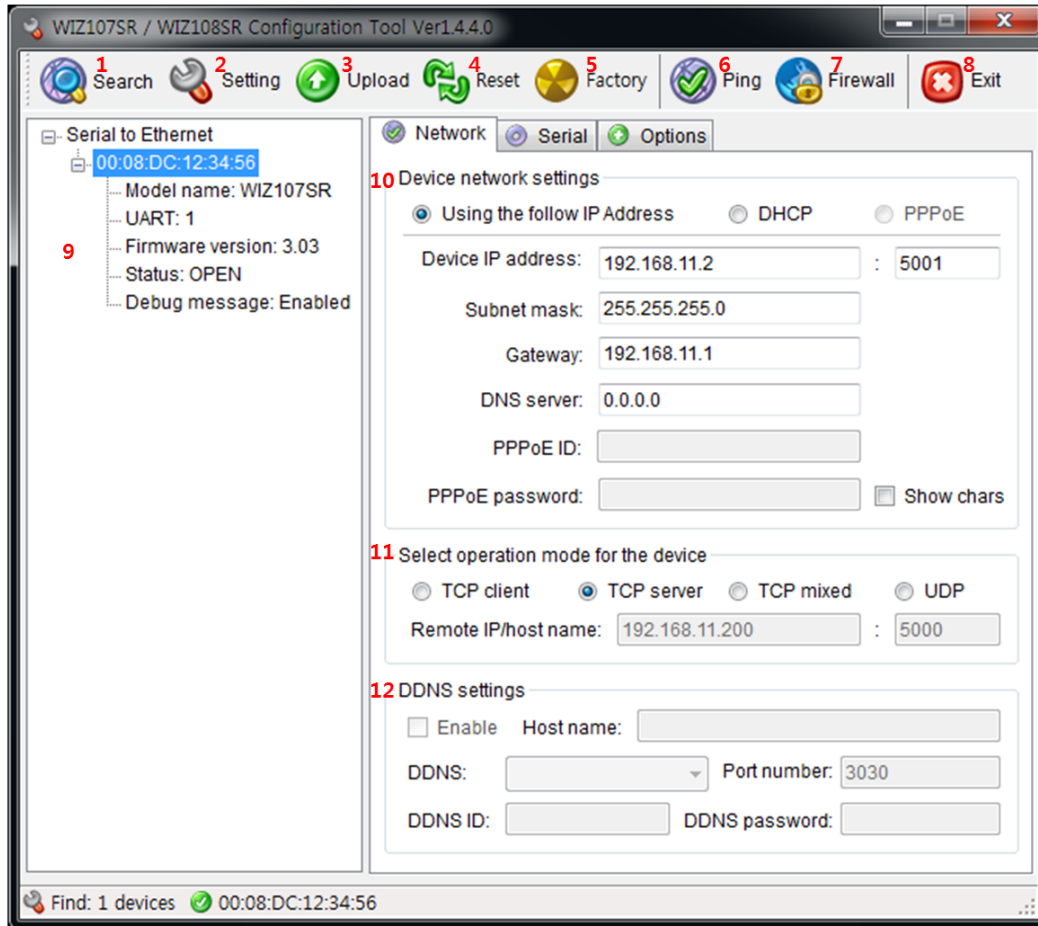 WIZ107SR / WIZ108SR Configuration Tool Ver1.4.4.0
1 Search 2 Setting 3 Upload 4 Reset 5 Factory 6 Ping 7 Firewall 8 Exit
Serial to Ethernet
00:08:DC:12:34:56
Model name: WIZ107SR
UART: 1
9 Firmware version: 3.03
Status: OPEN
Debug message: Enabled
Network Serial Options
10 Device network settings
Using the follow IP Address DHCP PPPoE
Device IP address: 192.168.11.2 : 5001
Subnet mask: 255.255.255.0
Gateway: 192.168.11.1
DNS server: 0.0.0.0
PPPoE ID:
PPPoE password: Show chars
11 Select operation mode for the device
TCP client TCP server TCP mixed UDP
Remote IP/host name: 192.168.11.200 : 5000
12 DDNS settings
Enable Host name:
DDNS: Port number: 3030
DDNS ID: DDNS password:
Find: 1 devices 00:08:DC:12:34:56